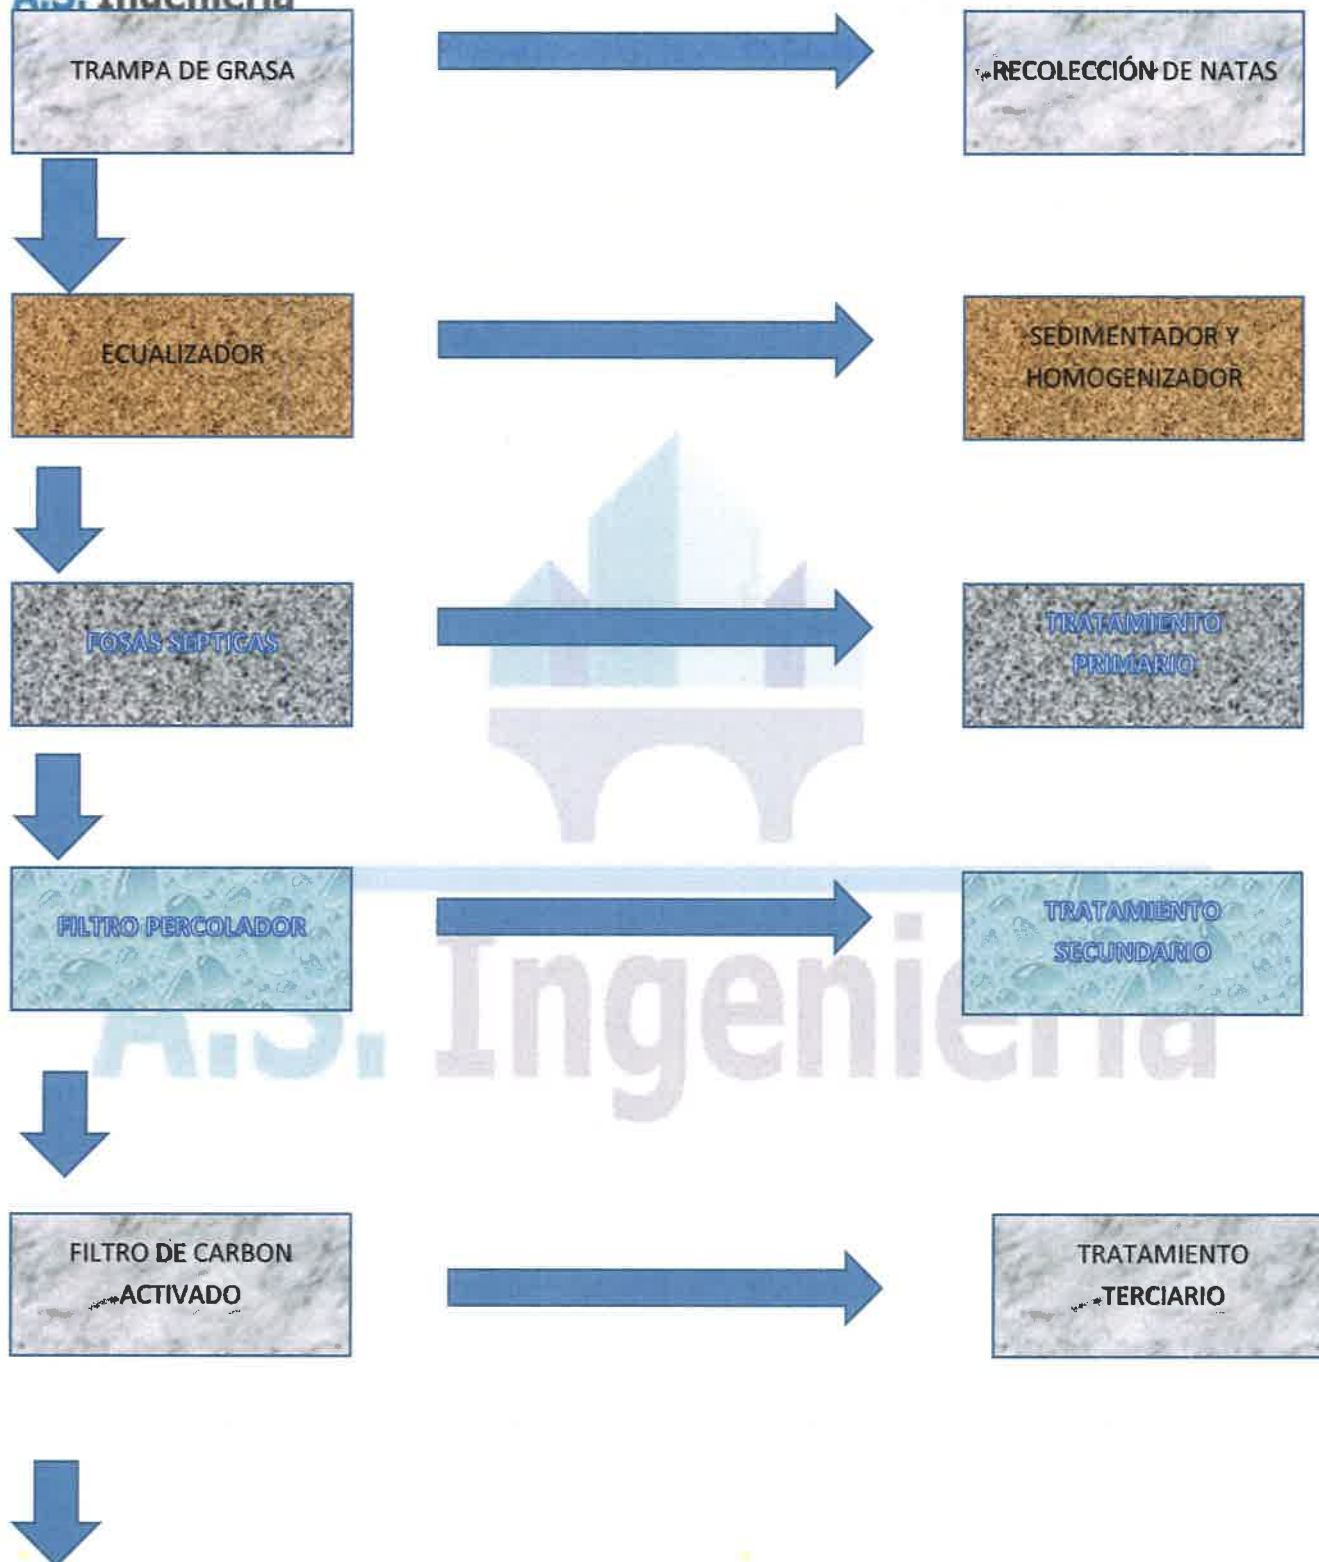 A.S. Ingeniería
TRAMPA DE GRASA
RECOLECCIÓN DE NATAS
ECUALIZADOR
SEDIMENTADOR Y
HOMOGENIZADOR
FOSAS SEPTICAS
TRATAMIENTO
PRIMARIO
FILTRO PERCOLADOR
TRATAMIENTO
SECUNDARIO
A.S. Ingeniería
FILTRO DE CARBON
ACTIVADO
TRATAMIENTO
TERCIARIO